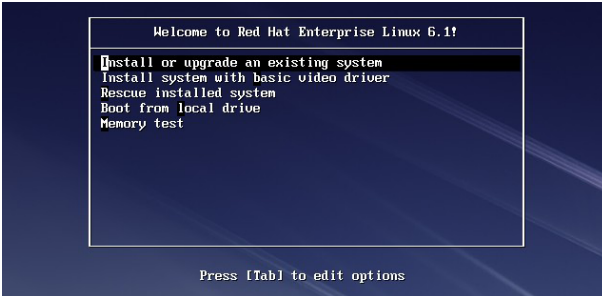 Welcome to Red Hat Enterprise Linux 6.1!
Install or upgrade an existing system
Install system with basic video driver
Rescue installed system
Boot from local drive
Memory test
Press [Tab] to edit options